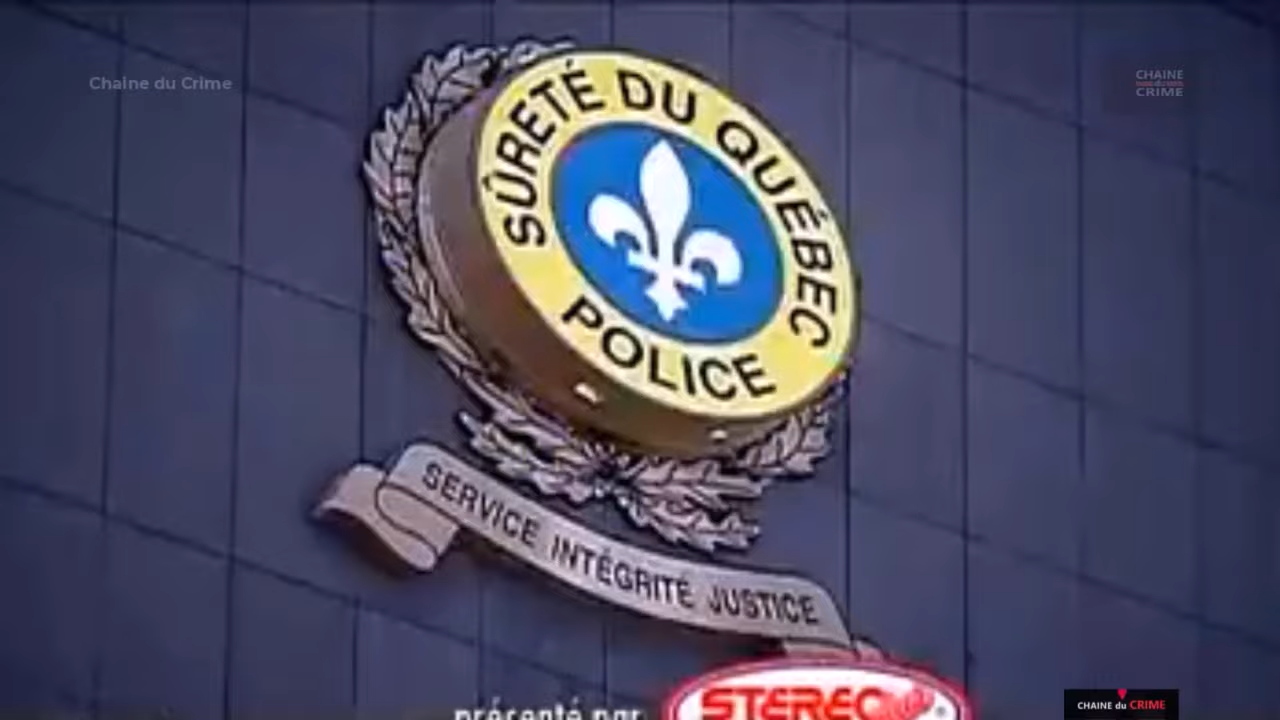 Chaine du Crime
CHAINE
CRIME
SÛRETÉ DU QUÉBEC
POLICE
SERVICE INTÉGRITÉ JUSTICE
présenté par
CHAINE du CRIME